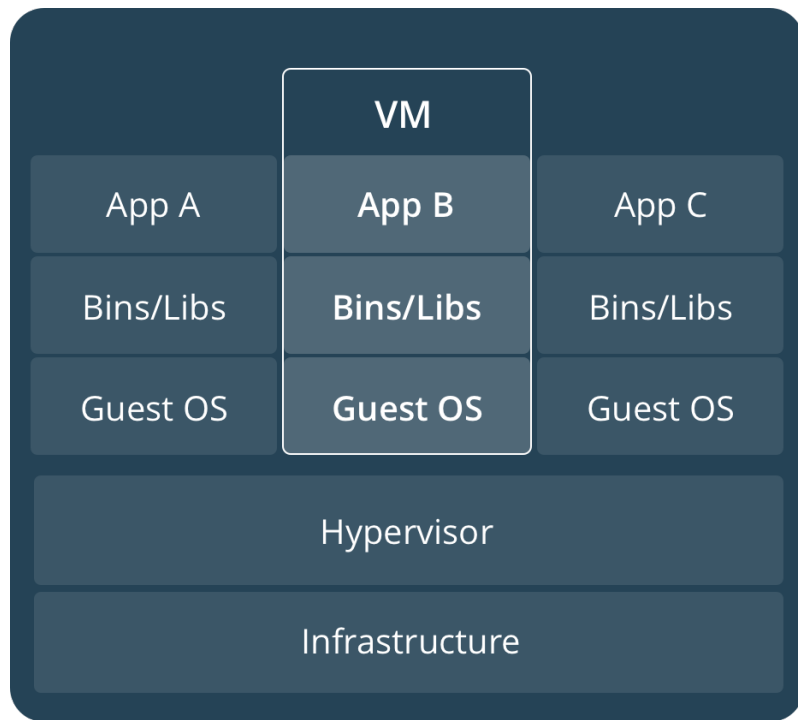 VM
App A
App B
App C
Bins/Libs
Bins/Libs
Bins/Libs
Guest OS
Guest OS
Guest OS
Hypervisor
Infrastructure